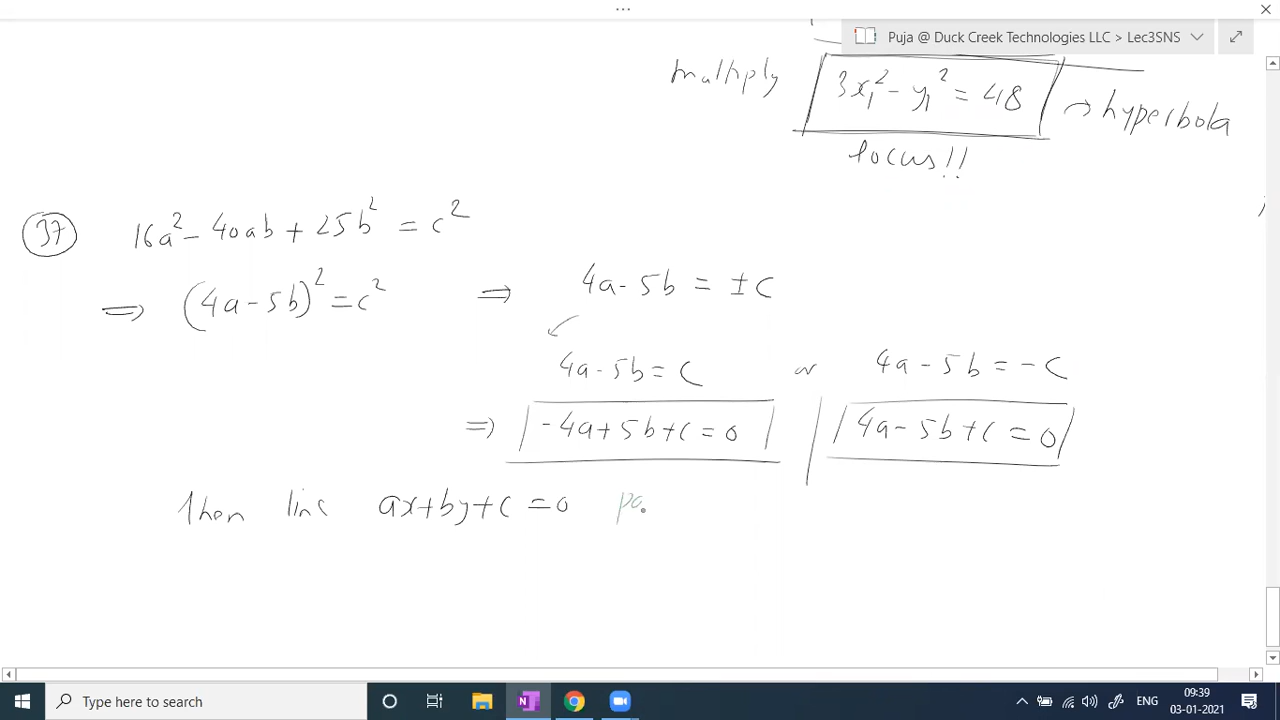 Puja @ Duck Creek Technologies LLC > Lec3SNS
multiply 3x₁² - y₁² = 48 → hyperbola
locus!!
37 16a² - 40ab + 25b² = c²
⇒ (4a - 5b)² = c² ⇒ 4a - 5b = ± c
4a - 5b = c or 4a - 5b = - c
⇒ -4a + 5b + c = 0 4a - 5b + c = 0
then line ax + by + c = 0
Type here to search
ENG
09:39
03-01-2021